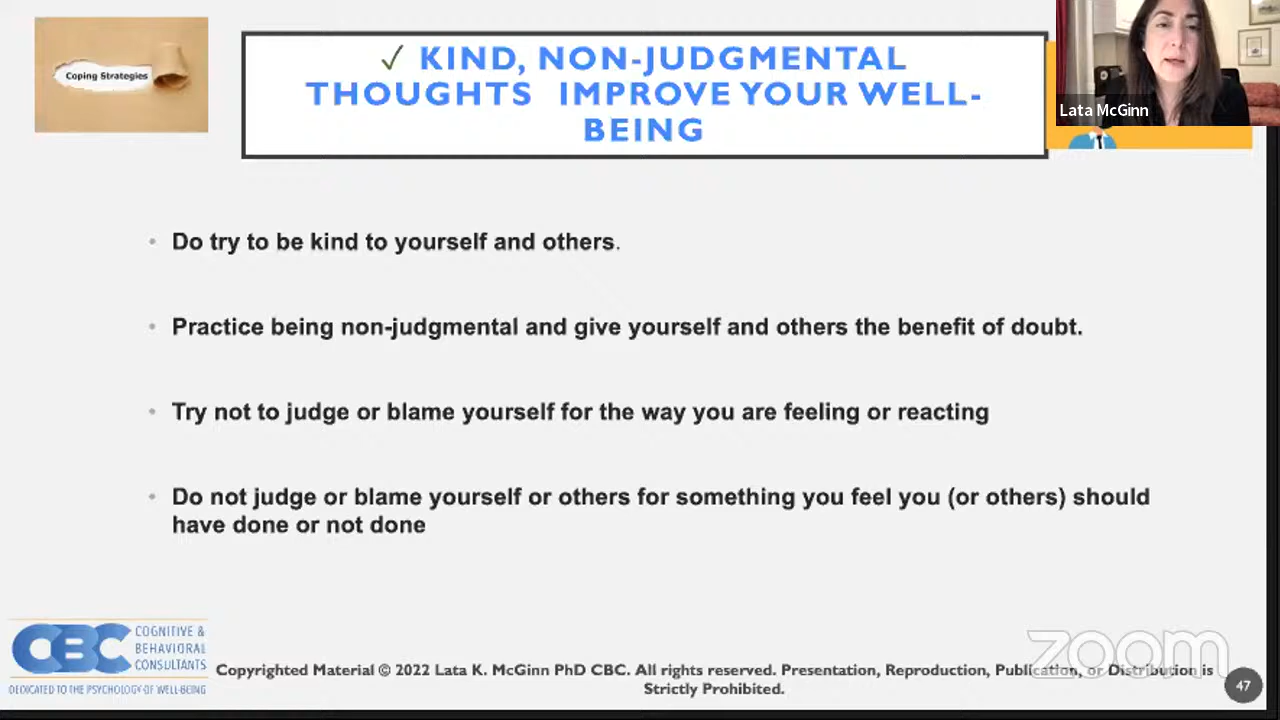 Coping Strategies
✓ KIND, NON-JUDGMENTAL
THOUGHTS IMPROVE YOUR WELL-
BEING
Lata McGinn
• Do try to be kind to yourself and others.
• Practice being non-judgmental and give yourself and others the benefit of doubt.
• Try not to judge or blame yourself for the way you are feeling or reacting
• Do not judge or blame yourself or others for something you feel you (or others) should
have done or not done
CBC
COGNITIVE &
BEHAVIORAL
CONSULTANTS
DEDICATED TO THE PSYCHOLOGY OF WELL-BEING
Copyrighted Material © 2022 Lata K. McGinn PhD CBC. All rights reserved. Presentation, Reproduction, Publication, or Distribution is
Strictly Prohibited.
zoom
47